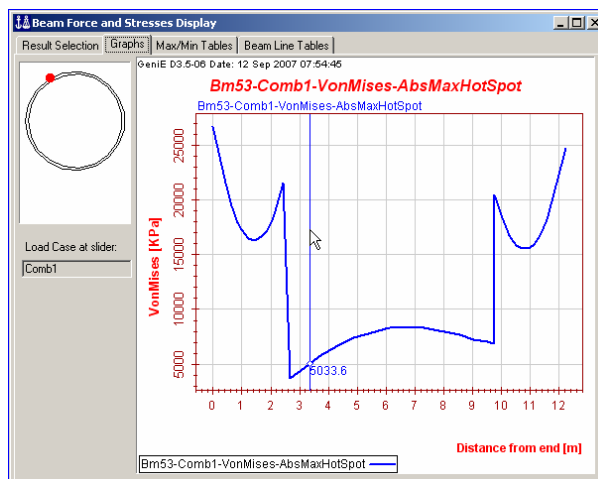 Beam Force and Stresses Display
Result Selection Graphs Max/Min Tables Beam Line Tables
GeniE D3.5-06 Date: 12 Sep 2007 07:54:45
Bm53-Comb1-VonMises-AbsMaxHotSpot
Bm53-Comb1-VonMises-AbsMaxHotSpot
Load Case at slider:
Comb1
VonMises [KPa]
25000
20000
15000
10000
5000
5033.6
0 1 2 3 4 5 6 7 8 9 10 11 12
Distance from end [m]
Bm53-Comb1-VonMises-AbsMaxHotSpot